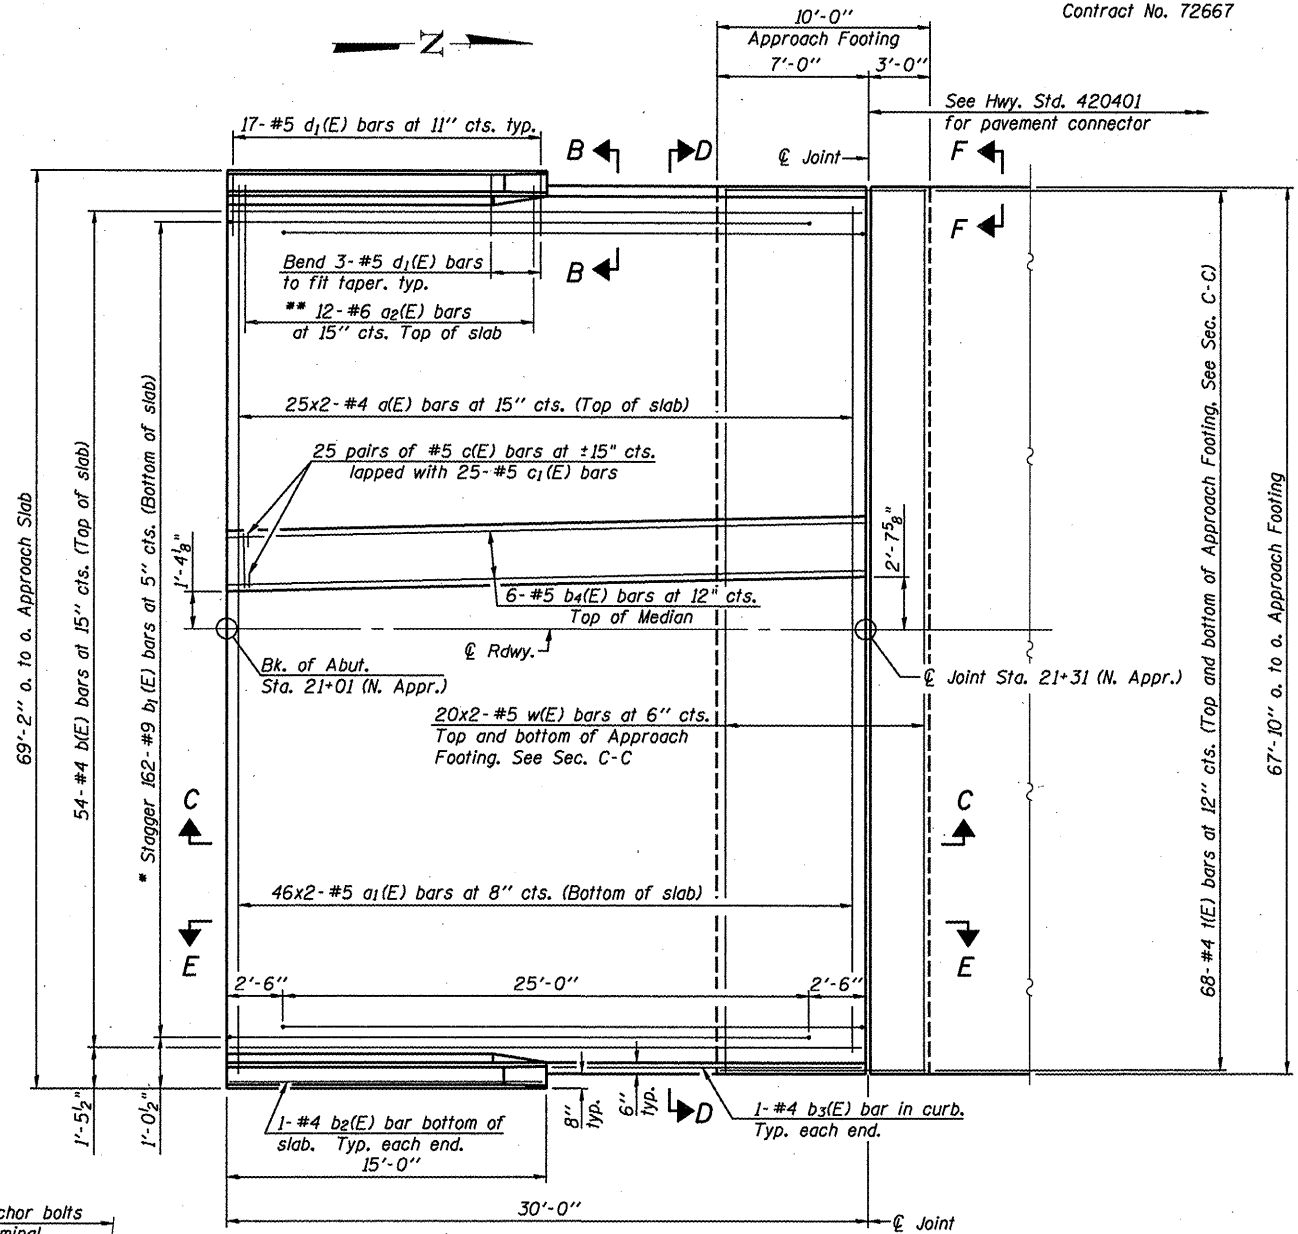 Contract No. 72667
10'-0"
Approach Footing
7'-0"
3'-0"
N
See Hwy. Std. 420401
for pavement connector
17-#5 d1(E) bars at 11" cts. typ.
B
D
℄ Joint
F
F
Bend 3-#5 d1(E) bars
to fit taper. typ.
B
** 12-#6 a2(E) bars
at 15" cts. Top of slab
25x2-#4 a(E) bars at 15" cts. (Top of slab)
25 pairs of #5 c(E) bars at ±15" cts.
lapped with 25-#5 c1(E) bars
69'-2" o. to o. Approach Slab
54-#4 b(E) bars at 15" cts. (Top of slab)
* Stagger 162-#9 b1(E) bars at 5" cts. (Bottom of slab)
1'-4⅛"
2'-7⅝"
6-#5 b4(E) bars at 12" cts.
Top of Median
℄ Rdwy.
Bk. of Abut.
Sta. 21+01 (N. Appr.)
℄ Joint Sta. 21+31 (N. Appr.)
20x2-#5 w(E) bars at 6" cts.
Top and bottom of Approach
Footing. See Sec. C-C
68-#4 t(E) bars at 12" cts. (Top and bottom of Approach Footing. See Sec. C-C)
67'-10" o. to o. Approach Footing
C
C
46x2-#5 a1(E) bars at 8" cts. (Bottom of slab)
E
E
2'-6"
25'-0"
2'-6"
1'-5½"
1'-0½"
1-#4 b2(E) bar bottom of
slab. Typ. each end.
8"
typ.
6"
typ.
D
1-#4 b3(E) bar in curb.
Typ. each end.
15'-0"
30'-0"
℄ Joint
chor bolts
minal